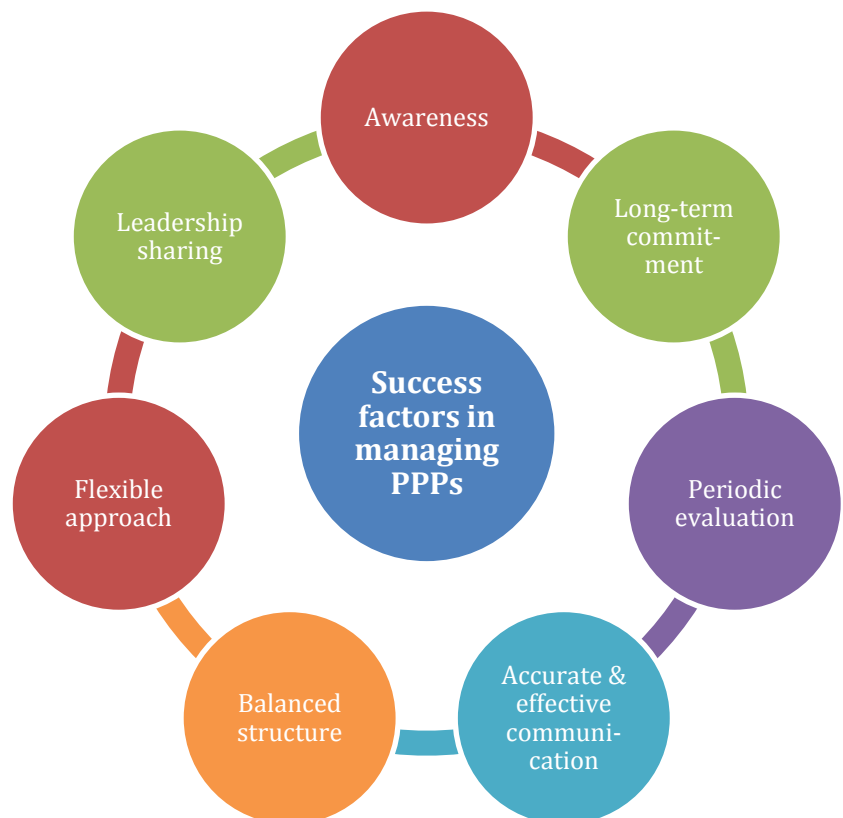 Awareness
Long-term
commit-
ment
Periodic
evaluation
Accurate &
effective
communi-
cation
Balanced
structure
Flexible
approach
Leadership
sharing
Success
factors in
managing
PPPs